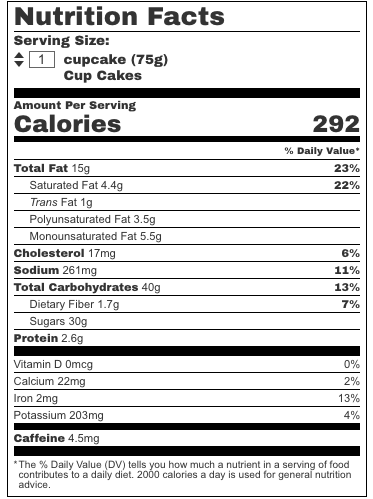 Nutrition Facts
Serving Size:
1 cupcake (75g)
Cup Cakes
Amount Per Serving
Calories 292
% Daily Value*
Total Fat 15g 23%
Saturated Fat 4.4g 22%
Trans Fat 1g
Polyunsaturated Fat 3.5g
Monounsaturated Fat 5.5g
Cholesterol 17mg 6%
Sodium 261mg 11%
Total Carbohydrates 40g 13%
Dietary Fiber 1.7g 7%
Sugars 30g
Protein 2.6g
Vitamin D 0mcg 0%
Calcium 22mg 2%
Iron 2mg 13%
Potassium 203mg 4%
Caffeine 4.5mg
*The % Daily Value (DV) tells you how much a nutrient in a serving of food
contributes to a daily diet. 2000 calories a day is used for general nutrition
advice.